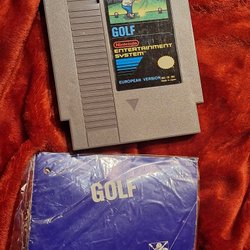 GOLF
Nintendo
ENTERTAINMENT
SYSTEM
EUROPEAN VERSION
GOLF